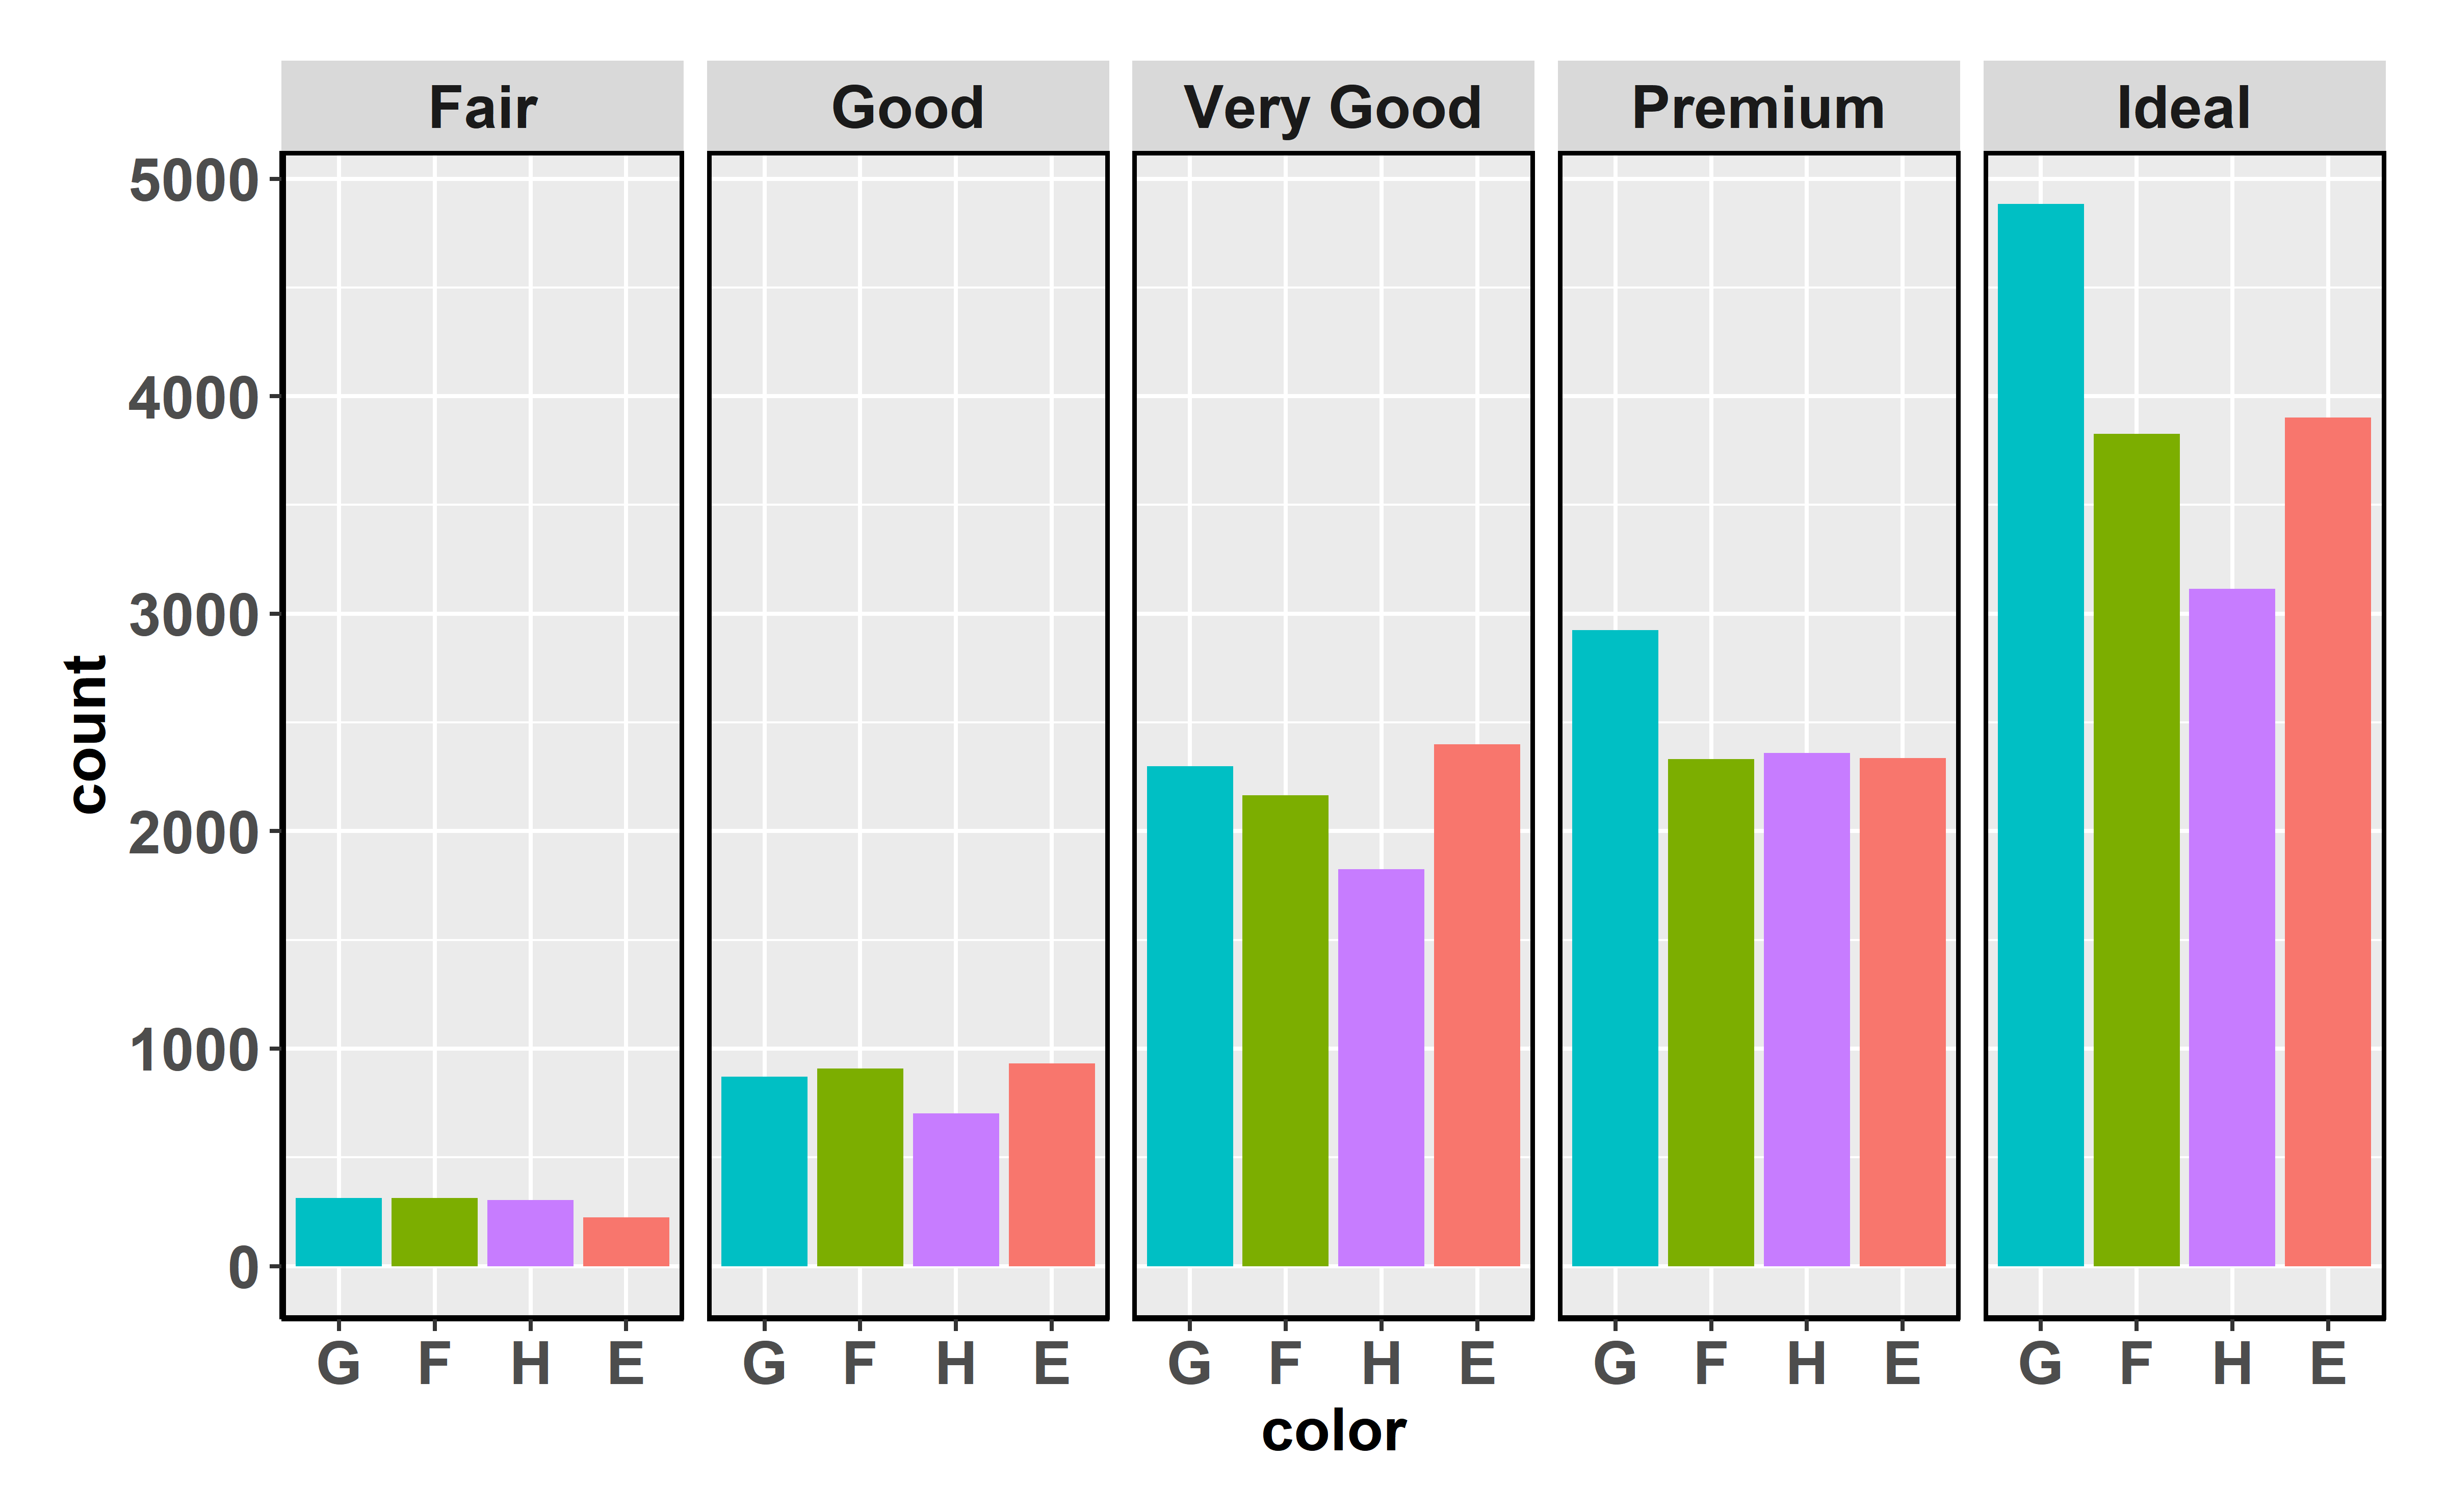 Fair Good Very Good Premium Ideal
5000
4000
3000
2000
1000
0
count
G F H E G F H E G F H E G F H E G F H E
color